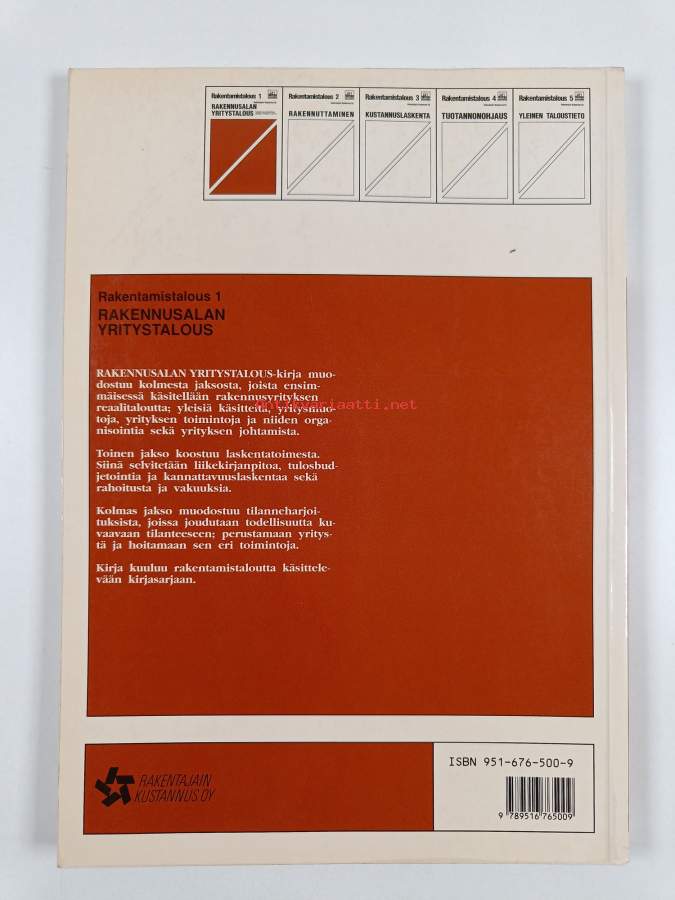 Rakentamistalous 1
RAKENNUSALAN
YRITYSTALOUS
Rakentamistalous 2
RAKENNUTTAMINEN
Rakentamistalous 3
KUSTANNUSLASKENTA
Rakentamistalous 4
TUOTANNONOHJAUS
Rakentamistalous 5
YLEINEN TALOUSTIETO
Rakentamistalous 1
RAKENNUSALAN
YRITYSTALOUS
RAKENNUSALAN YRITYSTALOUS-kirja muo-
dostuu kolmesta jaksosta, joista ensim-
mäisessä käsitellään rakennusyrityksen
reaalitaloutta; yleisiä käsitteitä, yritysmuo-
toja, yrityksen toimintoja ja niiden orga-
nisointia sekä yrityksen johtamista.
antikvariaatti.net
Toinen jakso koostuu laskentatoimesta.
Siinä selvitetään liikekirjanpitoa, tulosbud-
jetointia ja kannattavuuslaskentaa sekä
rahoitusta ja vakuuksia.
Kolmas jakso muodostuu tilanneharjoi-
tuksista, joissa joudutaan todellisuutta ku-
vaavaan tilanteeseen; perustamaan yritys-
tä ja hoitamaan sen eri toimintoja.
Kirja kuuluu rakentamistaloutta käsittele-
vään kirjasarjaan.
RAKENTAJAIN
KUSTANNUS OY
ISBN 951-676-500-9
9 789516 765009